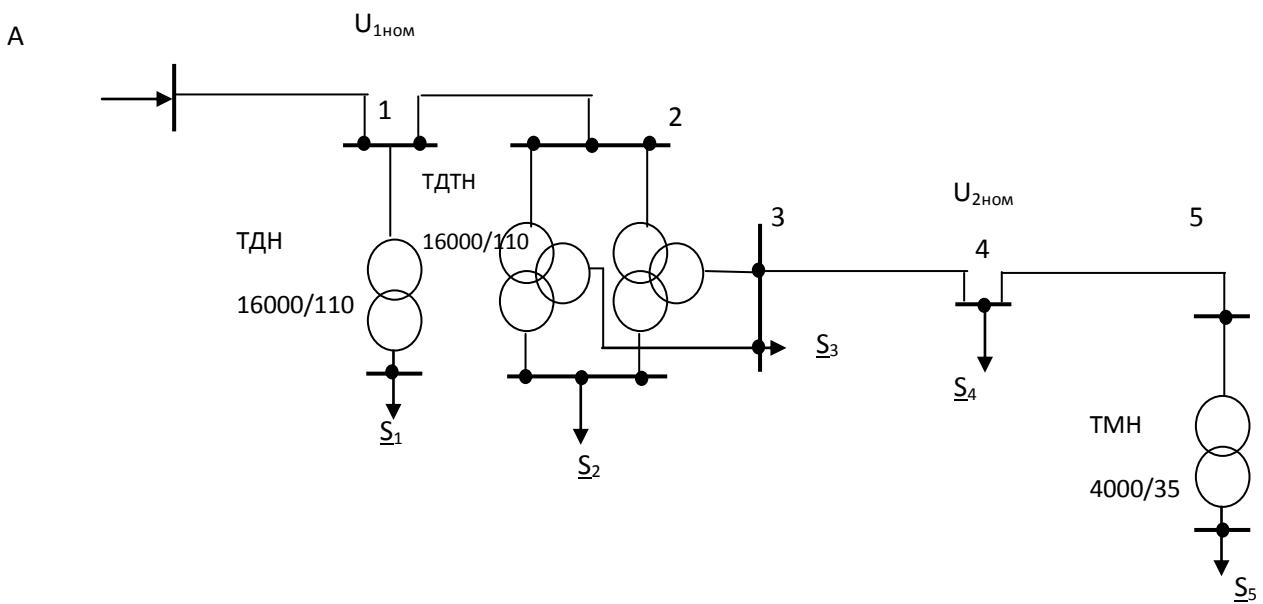 U1ном
А
1
2
ТДТН
16000/110
ТДН
16000/110
3
U2ном
4
5
S3
S4
S1
S2
ТМН
4000/35
S5